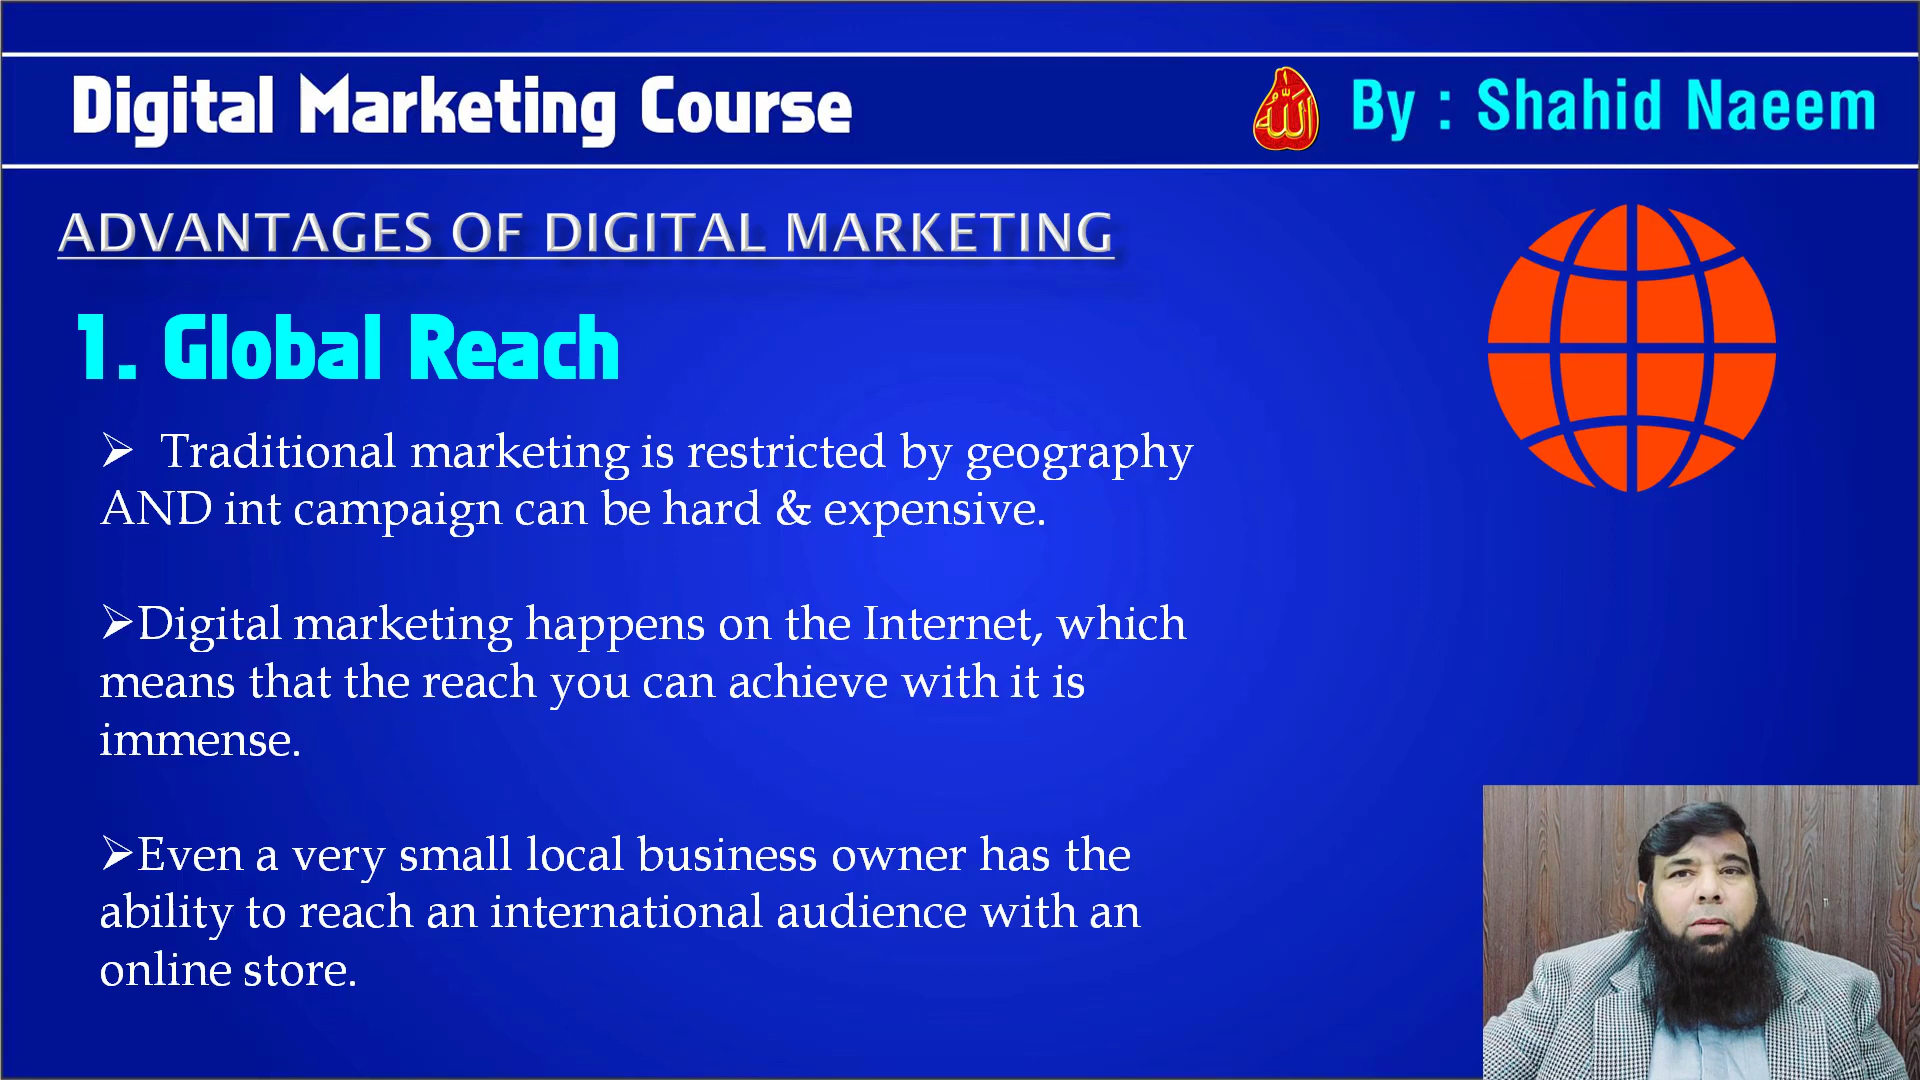 Digital Marketing Course
الله
By : Shahid Naeem
ADVANTAGES OF DIGITAL MARKETING
1. Global Reach
➢ Traditional marketing is restricted by geography
AND int campaign can be hard & expensive.
➢Digital marketing happens on the Internet, which
means that the reach you can achieve with it is
immense.
➢Even a very small local business owner has the
ability to reach an international audience with an
online store.